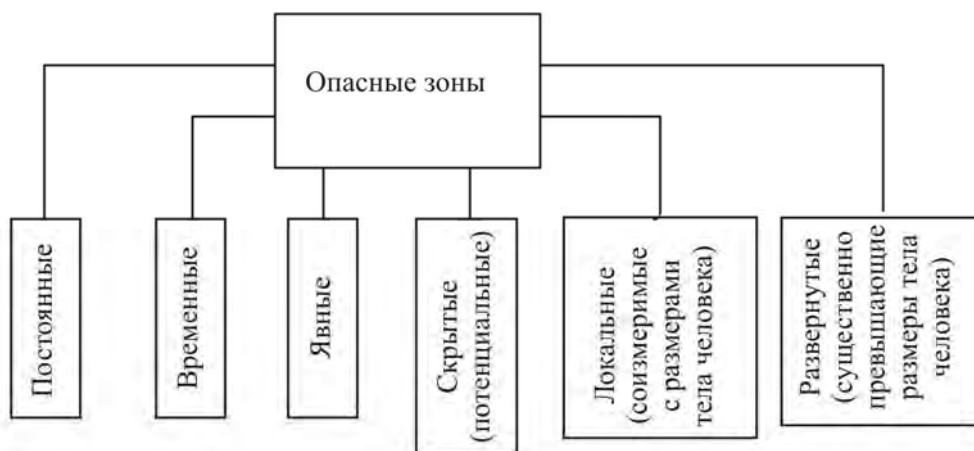 Опасные зоны
Постоянные
Временные
Явные
Скрытые
(потенциальные)
Локальные
(соизмеримые
с размерами
тела человека)
Развернутые
(существенно
превышающие
размеры тела
человека)